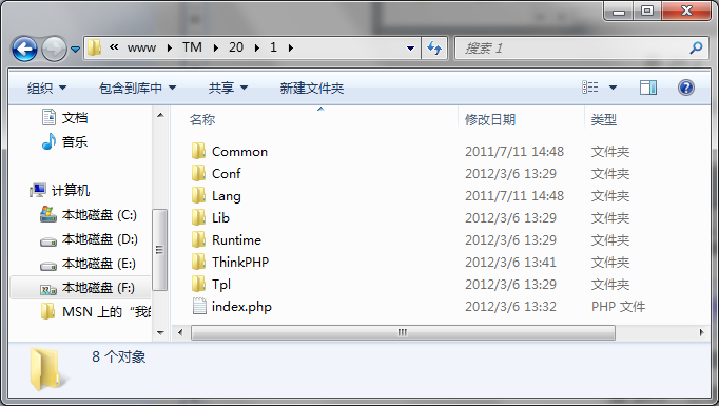 « www ▸ TM ▸ 20 ▸ 1 ▸
搜索 1
组织 包含到库中 共享 新建文件夹
名称 修改日期 类型
文档
音乐
计算机
本地磁盘 (C:)
本地磁盘 (D:)
本地磁盘 (E:)
本地磁盘 (F:)
MSN 上的“我的
Common 2011/7/11 14:48 文件夹
Conf 2012/3/6 13:29 文件夹
Lang 2011/7/11 14:48 文件夹
Lib 2012/3/6 13:29 文件夹
Runtime 2012/3/6 13:29 文件夹
ThinkPHP 2012/3/6 13:41 文件夹
Tpl 2012/3/6 13:29 文件夹
index.php 2012/3/6 13:32 PHP 文件
8 个对象